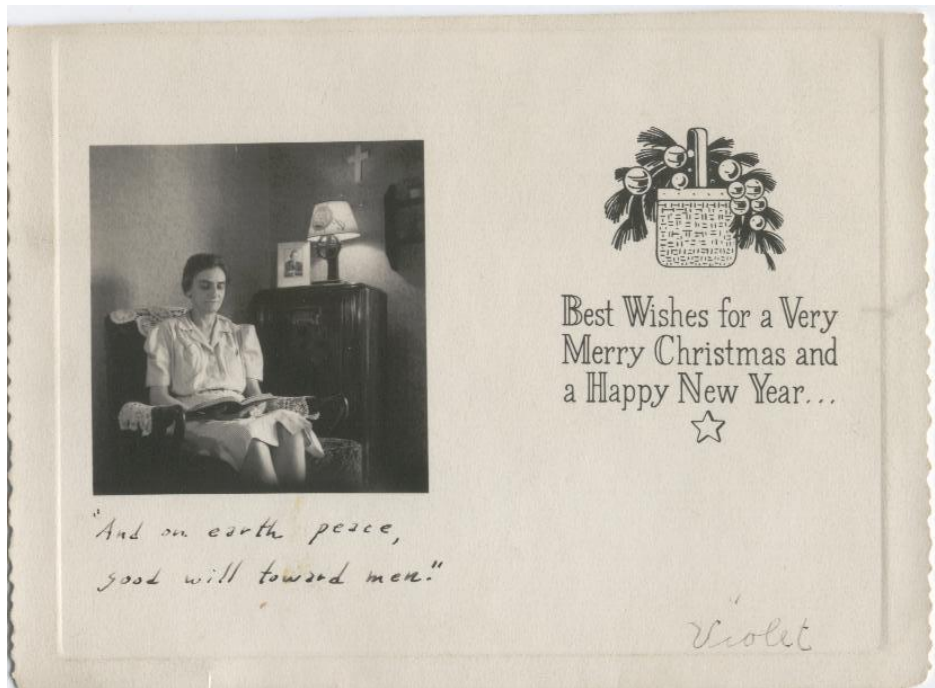 "And on earth peace,
good will toward men."
Best Wishes for a Very
Merry Christmas and
a Happy New Year...
Violet